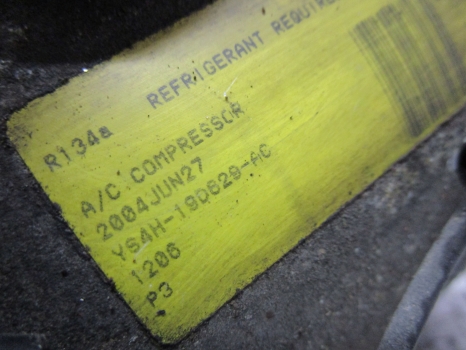 R134a REFRIGERANT
A/C COMPRESSOR
2004JUN27
YS4H-19D629-AC
1206
P3